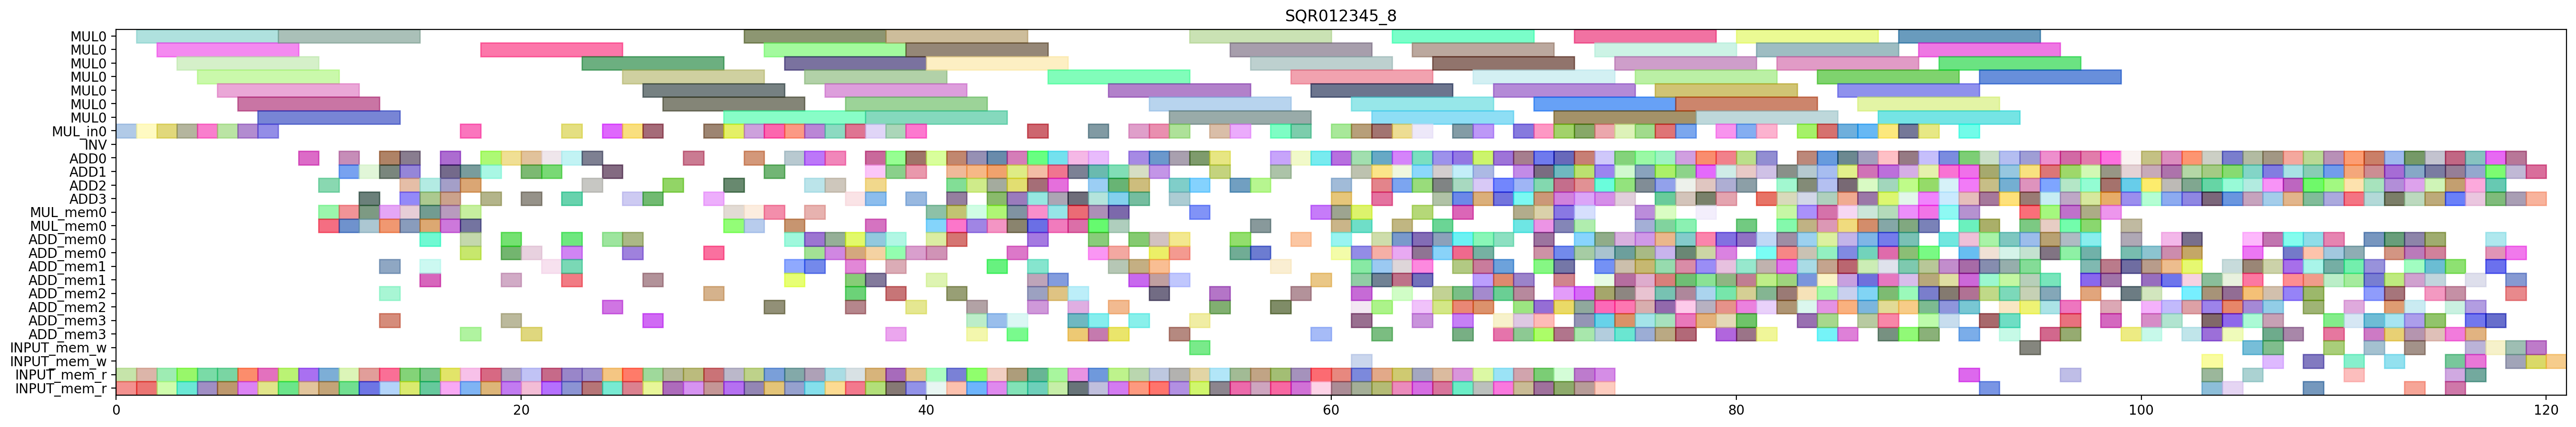 SQR012345_8
MUL0
MUL0
MUL0
MUL0
MUL0
MUL0
MUL0
MUL_in0
INV
ADD0
ADD1
ADD2
ADD3
MUL_mem0
MUL_mem0
ADD_mem0
ADD_mem0
ADD_mem1
ADD_mem1
ADD_mem2
ADD_mem2
ADD_mem3
ADD_mem3
INPUT_mem_w
INPUT_mem_w
INPUT_mem_r
INPUT_mem_r
0 20 40 60 80 100 120